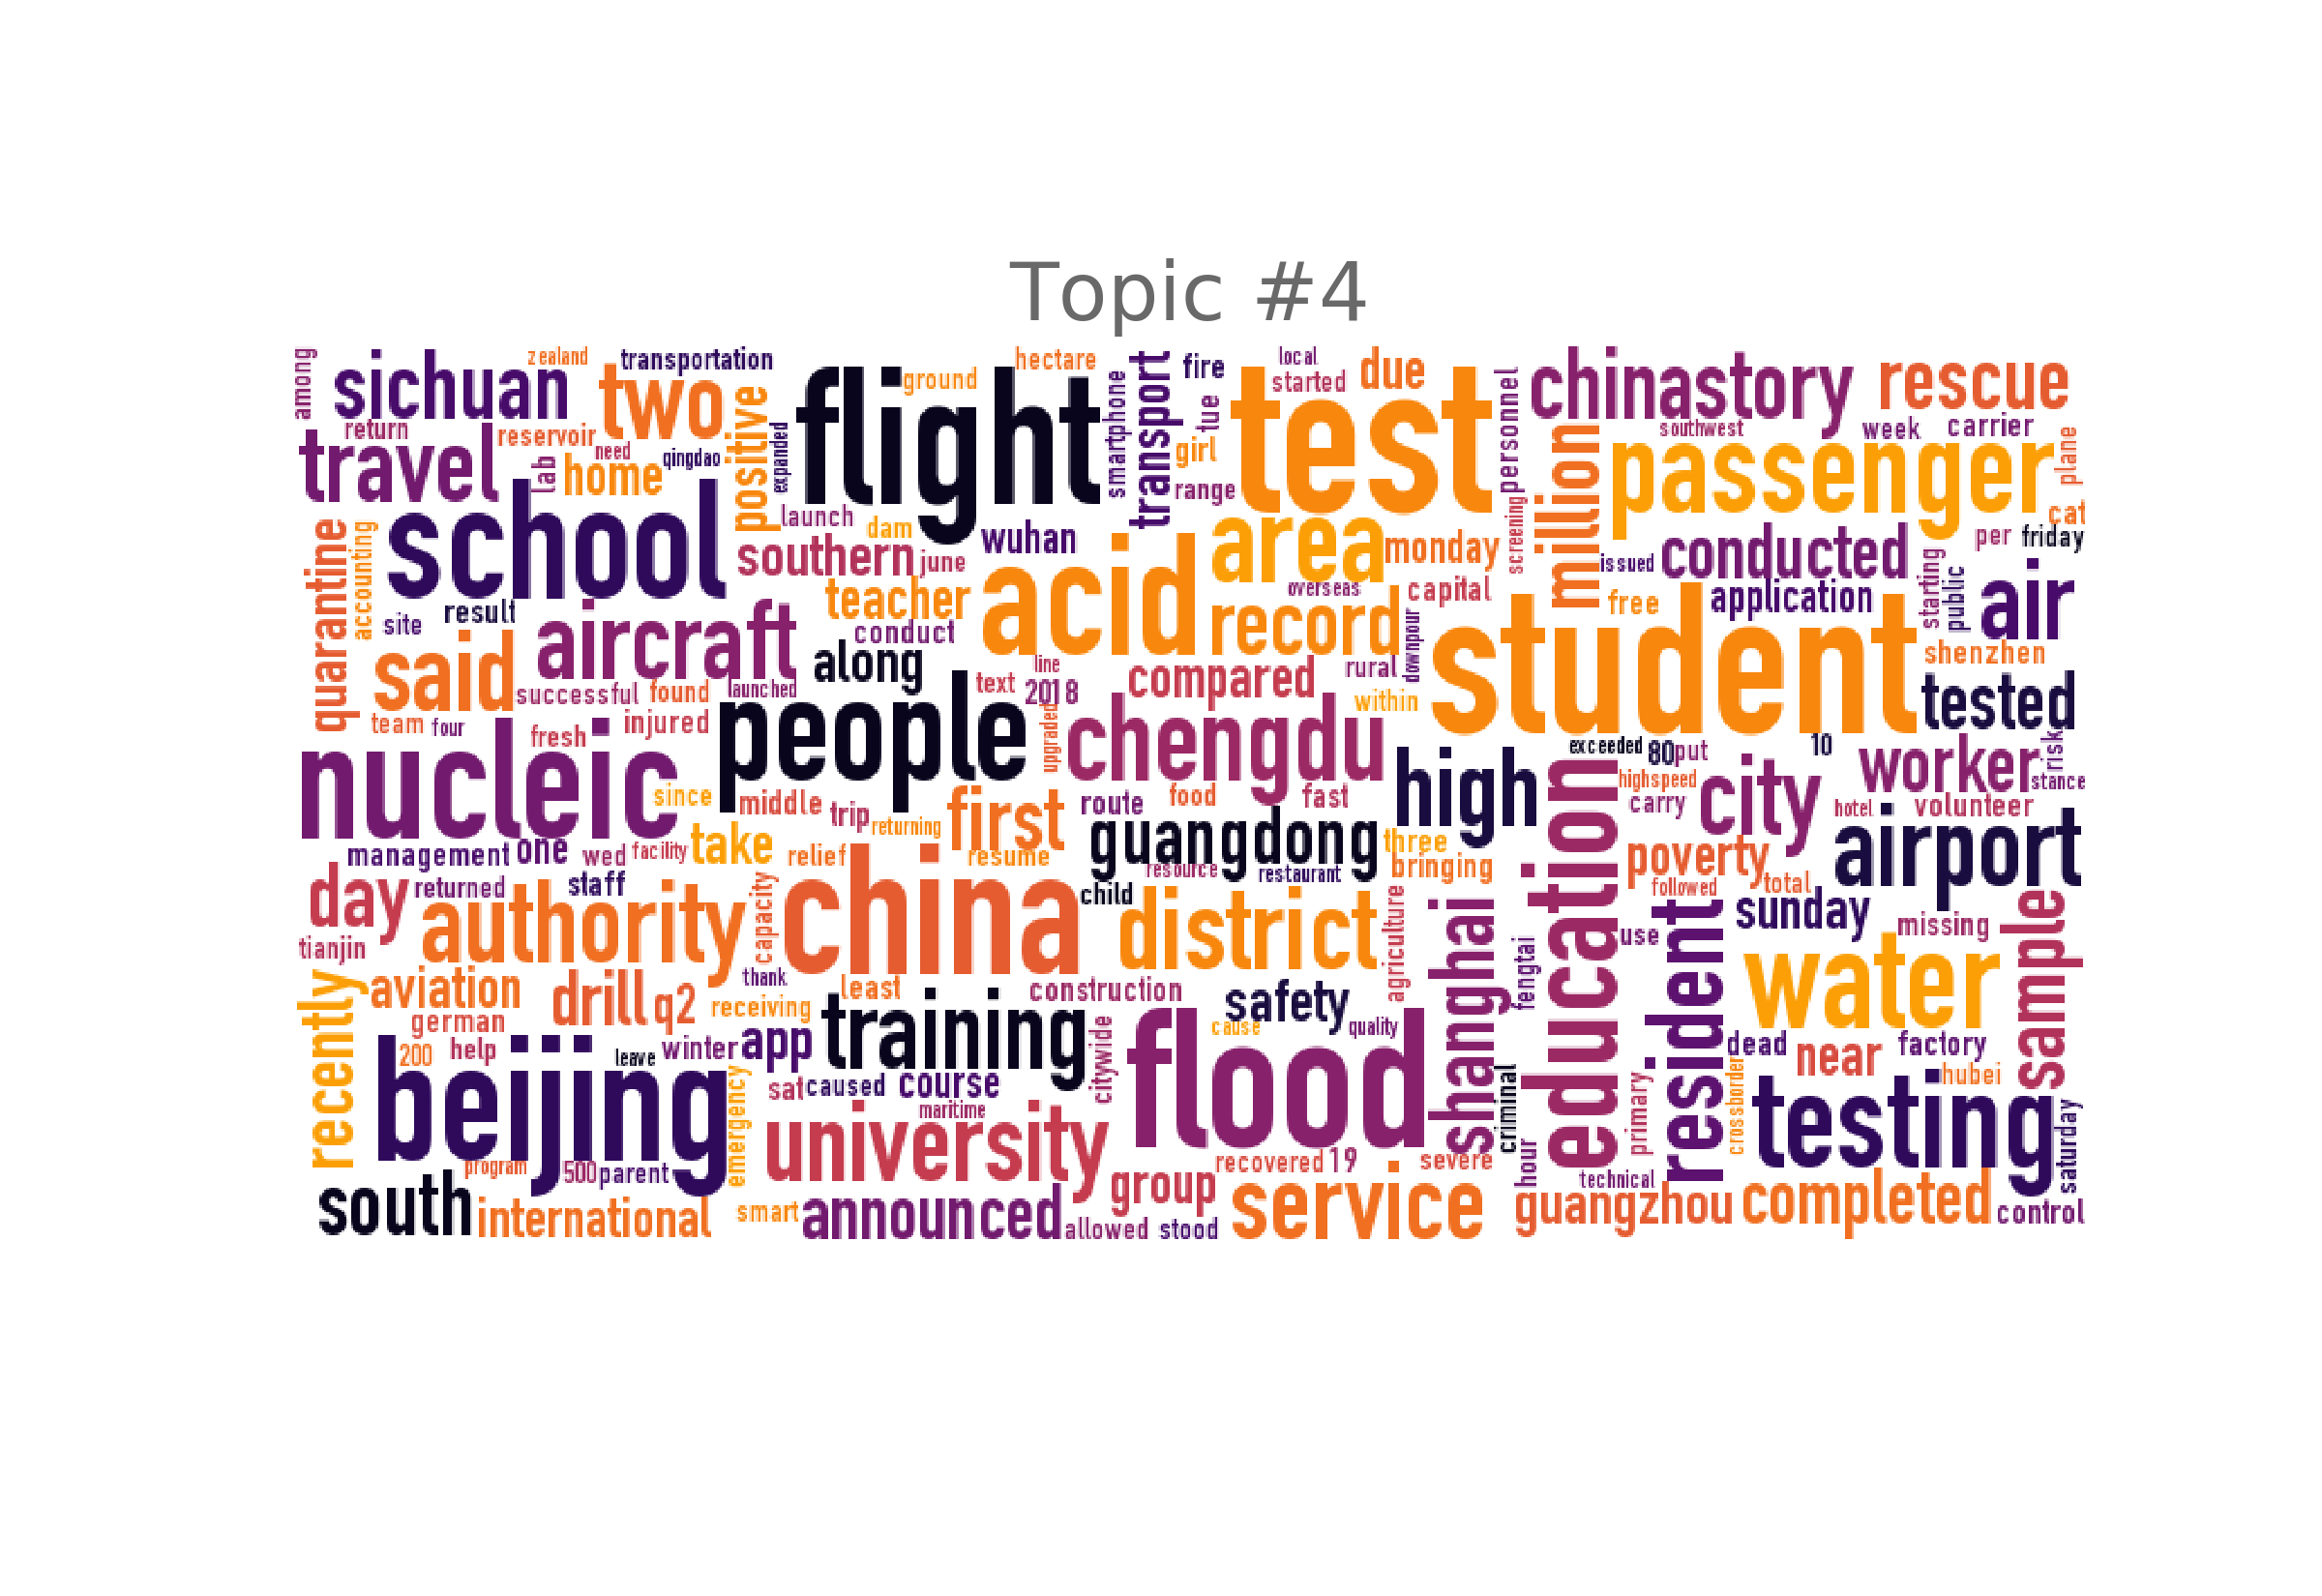 Topic #4
among
sichuan
zealand
transportation
two
flight
ground
hectare
smartphone
transport
fire
tue
local
started
due
test
personnel
chinastory
rescue
return
travel
reservoir
need
lab
home
qingdao
positive
expanded
girl
range
million
southwest
week
carrier
passenger
plane
cat
quarantine
accounting
school
launch
dam
southern
june
wuhan
acid
area
monday
screening
issued
conducted
per
friday
site
result
aircraft
teacher
conduct
along
overseas
record
capital
downpour
free
application
starting
public
air
said
successful
found
launched
line
text
2018
compared
rural
within
student
shenzhen
tested
team
four
fresh
injured
people
upgraded
chengdu
high
exceeded
80
put
10
risk
nucleic
since
middle
trip
returning
first
route
food
fast
guangdong
three
bringing
education
highspeed
carry
city
worker
stance
hotel
volunteer
airport
management
one
wed
facility
take
relief
resume
resource
restaurant
poverty
followed
total
day
returned
staff
authority
capacity
china
child
district
agriculture
shanghai
fengtai
use
resident
sunday
missing
sample
tianjin
recently
aviation
drill
q2
thank
receiving
least
construction
safety
water
german
200
help
leave
winter
app
training
citywide
cause
quality
flood
criminal
dead
near
factory
hubei
beijing
emergency
sat
caused
course
maritime
university
primary
crossborder
testing
saturday
program
500
parent
recovered
19
severe
hour
technical
south
international
smart
announced
allowed
stood
group
service
guangzhou
completed
control